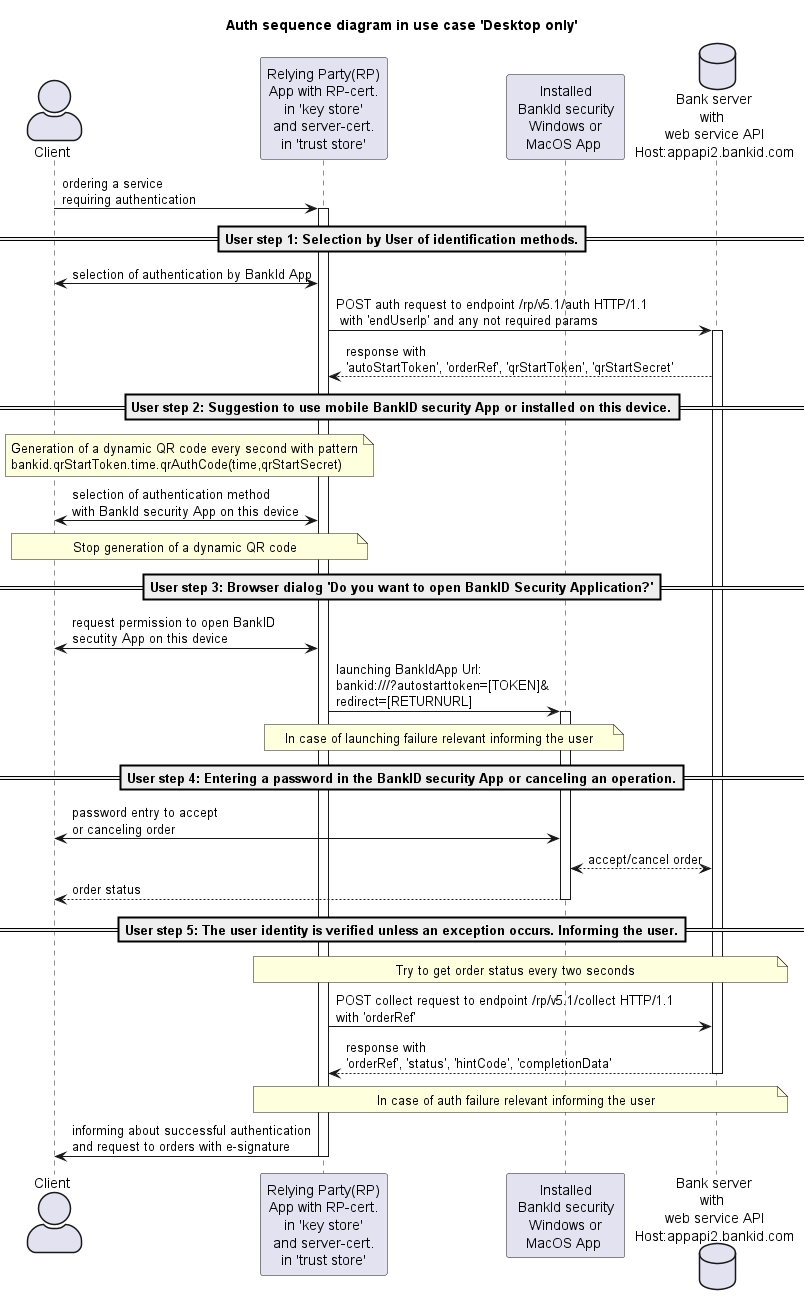 Auth sequence diagram in use case 'Desktop only'
Client
Relying Party(RP)
App with RP-cert.
in 'key store'
and server-cert.
in 'trust store'
Installed
BankId security
Windows or
MacOS App
Bank server
with
web service API
Host:appapi2.bankid.com
ordering a service
requiring authentication
User step 1: Selection by User of identification methods.
selection of authentication by BankId App
POST auth request to endpoint /rp/v5.1/auth HTTP/1.1
with 'endUserIp' and any not required params
response with
'autoStartToken', 'orderRef', 'qrStartToken', 'qrStartSecret'
User step 2: Suggestion to use mobile BankID security App or installed on this device.
Generation of a dynamic QR code every second with pattern
bankid.qrStartToken.time.qrAuthCode(time,qrStartSecret)
selection of authentication method
with BankId security App on this device
Stop generation of a dynamic QR code
User step 3: Browser dialog 'Do you want to open BankID Security Application?'
request permission to open BankID
secutity App on this device
launching BankIdApp Url:
bankid:///?autostarttoken=[TOKEN]&
redirect=[RETURNURL]
In case of launching failure relevant informing the user
User step 4: Entering a password in the BankID security App or canceling an operation.
password entry to accept
or canceling order
accept/cancel order
order status
User step 5: The user identity is verified unless an exception occurs. Informing the user.
Try to get order status every two seconds
POST collect request to endpoint /rp/v5.1/collect HTTP/1.1
with 'orderRef'
response with
'orderRef', 'status', 'hintCode', 'completionData'
In case of auth failure relevant informing the user
informing about successful authentication
and request to orders with e-signature
Client
Relying Party(RP)
App with RP-cert.
in 'key store'
and server-cert.
in 'trust store'
Installed
BankId security
Windows or
MacOS App
Bank server
with
web service API
Host:appapi2.bankid.com